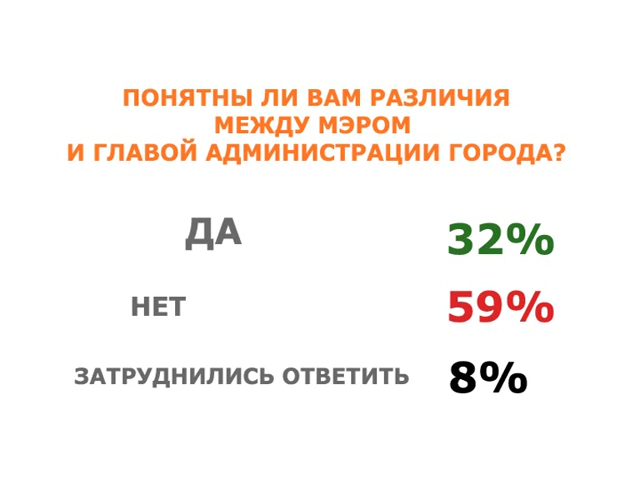 ПОНЯТНЫ ЛИ ВАМ РАЗЛИЧИЯ
МЕЖДУ МЭРОМ
И ГЛАВОЙ АДМИНИСТРАЦИИ ГОРОДА?
ДА 32%
НЕТ 59%
ЗАТРУДНИЛИСЬ ОТВЕТИТЬ 8%